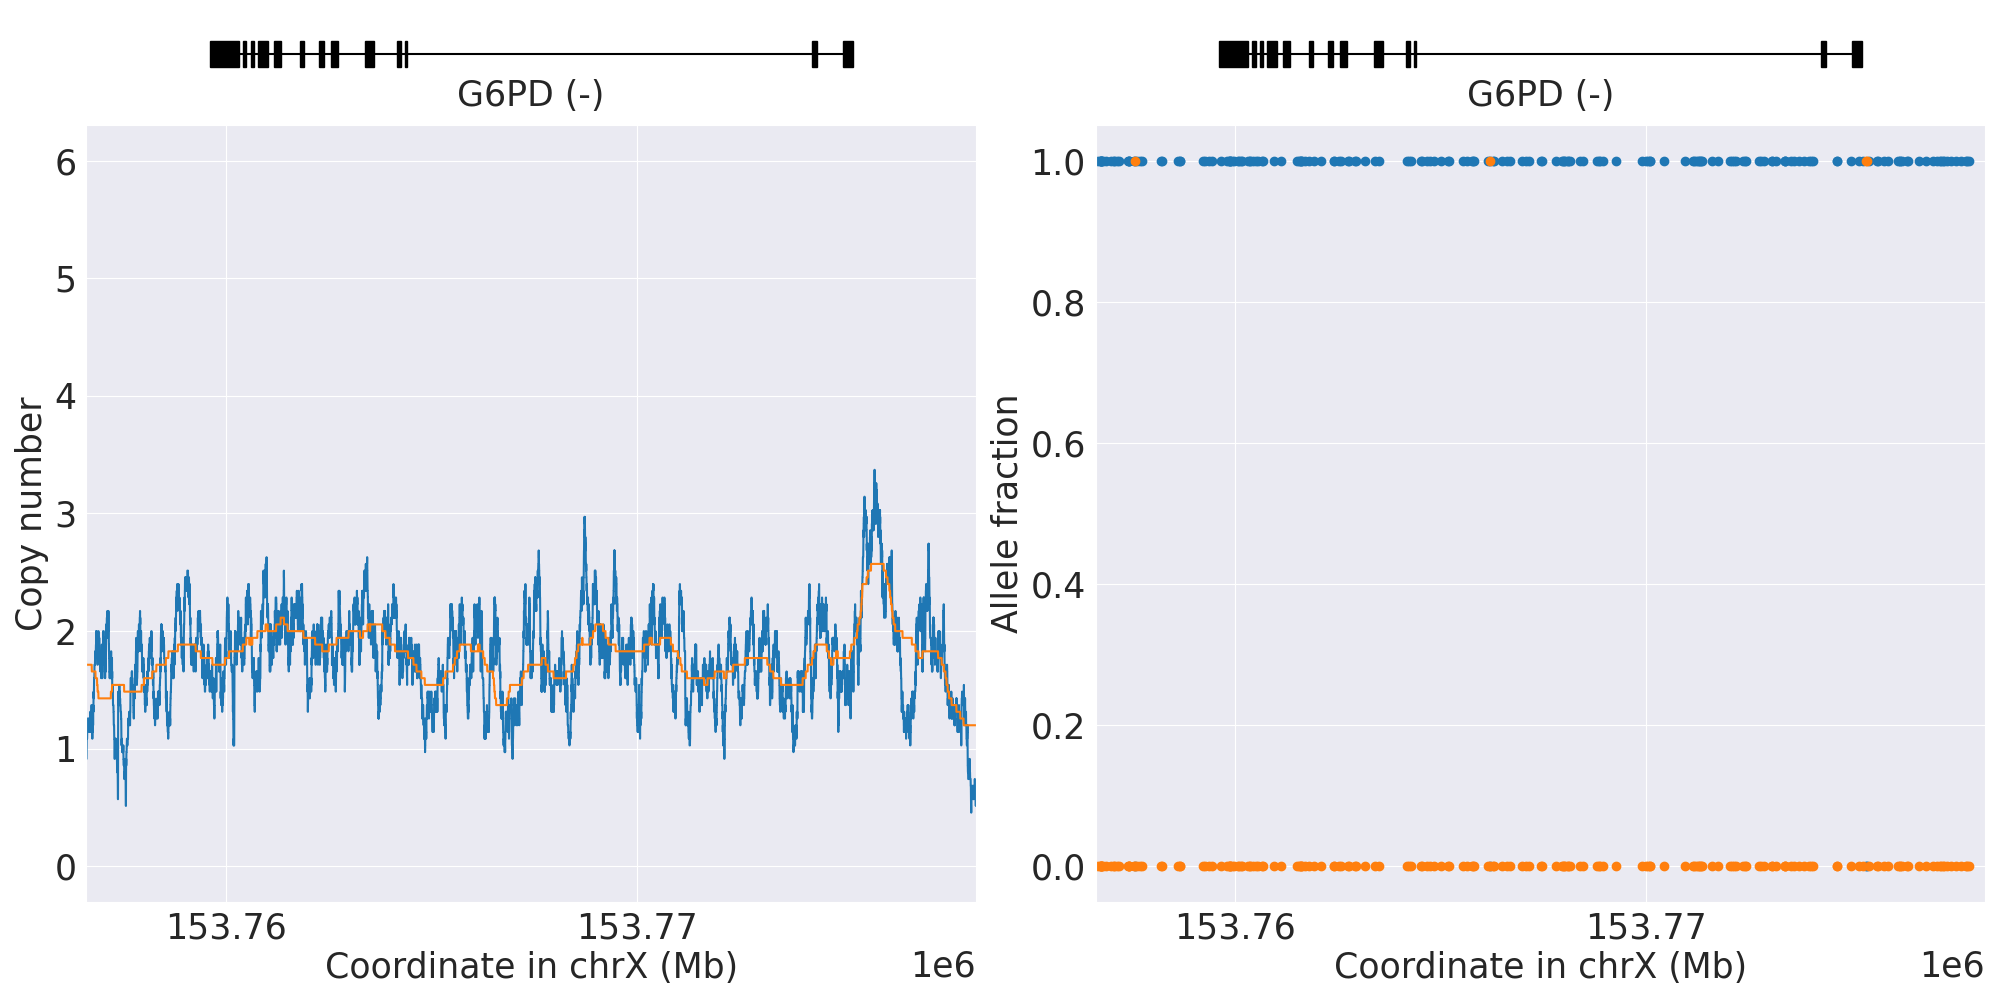 G6PD (-)
G6PD (-)
Copy number
6
5
4
3
2
1
0
153.76
153.77
Coordinate in chrX (Mb)
1e6
Allele fraction
1.0
0.8
0.6
0.4
0.2
0.0
153.76
153.77
Coordinate in chrX (Mb)
1e6